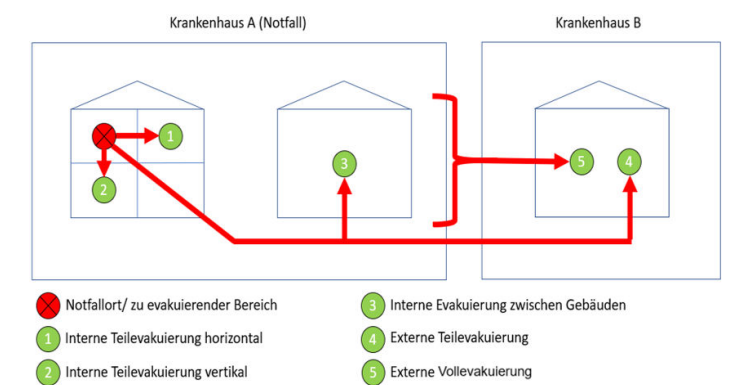 Krankenhaus A (Notfall)
Krankenhaus B
1
2
3
5
4
Notfallort/ zu evakuierender Bereich
1 Interne Teilevakuierung horizontal
2 Interne Teilevakuierung vertikal
3 Interne Evakuierung zwischen Gebäuden
4 Externe Teilevakuierung
5 Externe Vollevakuierung